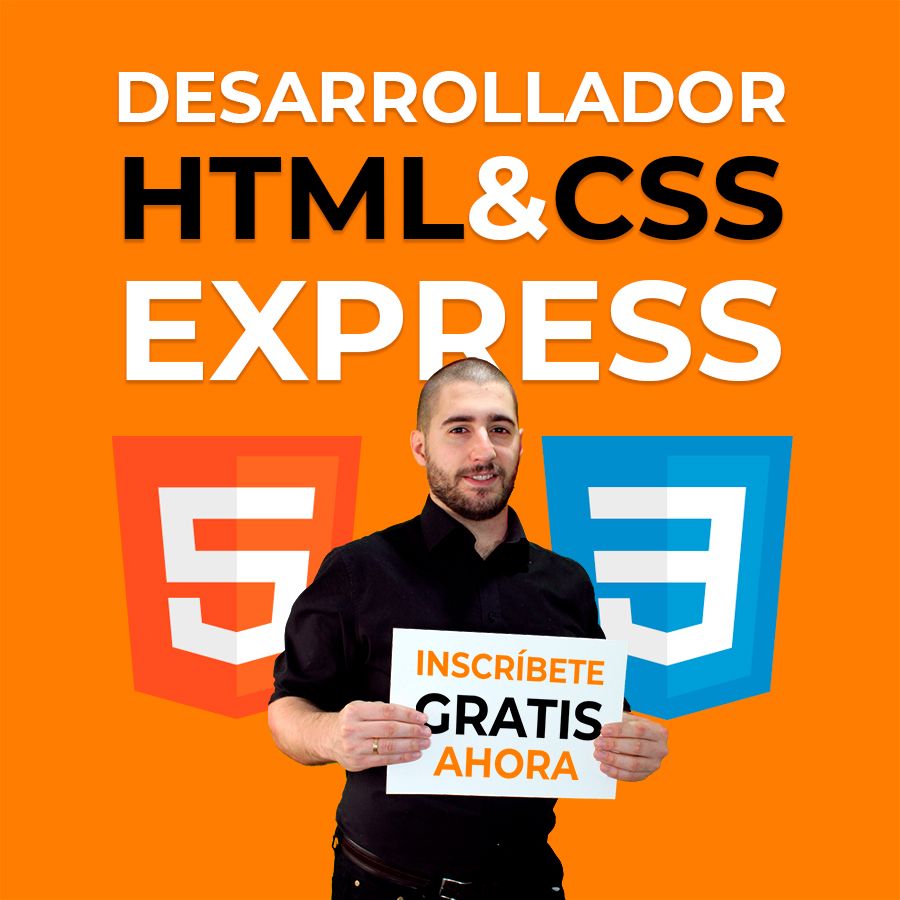 DESARROLLADOR
HTML&CSS
EXPRESS
5
3
INSCRÍBETE
GRATIS
AHORA